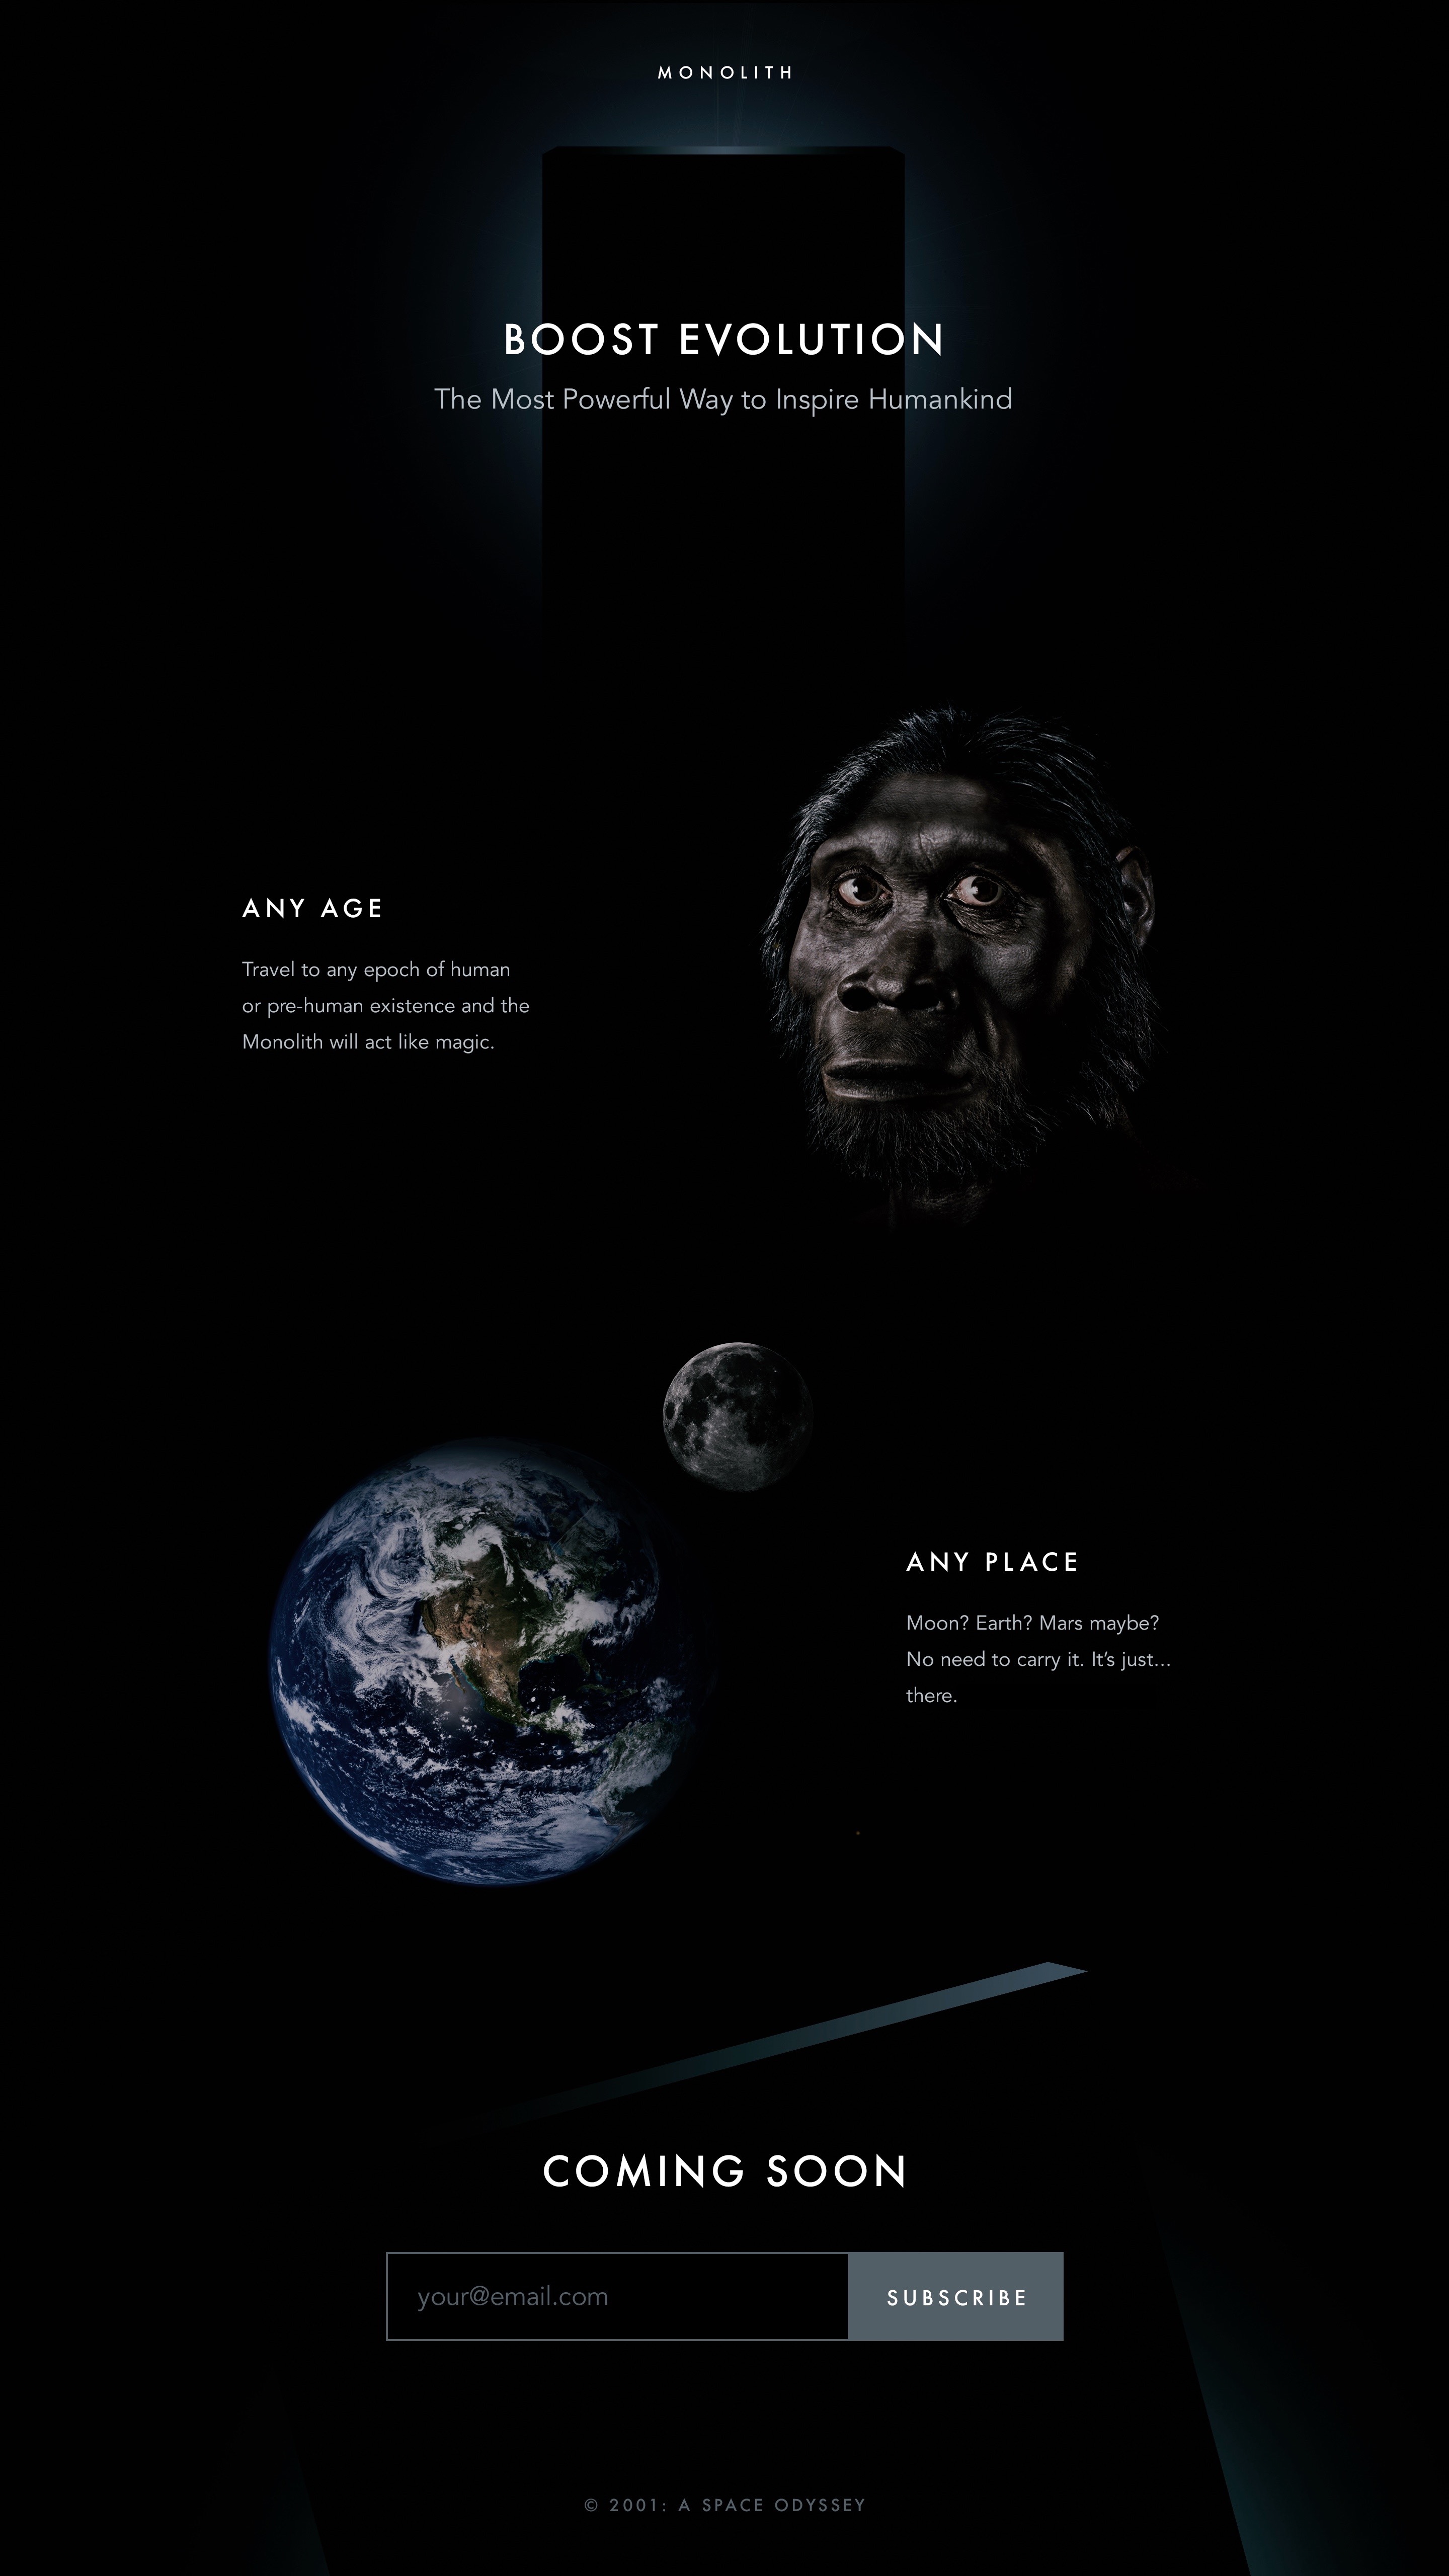 MONOLITH
BOOST EVOLUTION
The Most Powerful Way to Inspire Humankind
ANY AGE
Travel to any epoch of human
or pre-human existence and the
Monolith will act like magic.
ANY PLACE
Moon? Earth? Mars maybe?
No need to carry it. It’s just...
there.
COMING SOON
your@email.com
SUBSCRIBE
© 2001: A SPACE ODYSSEY